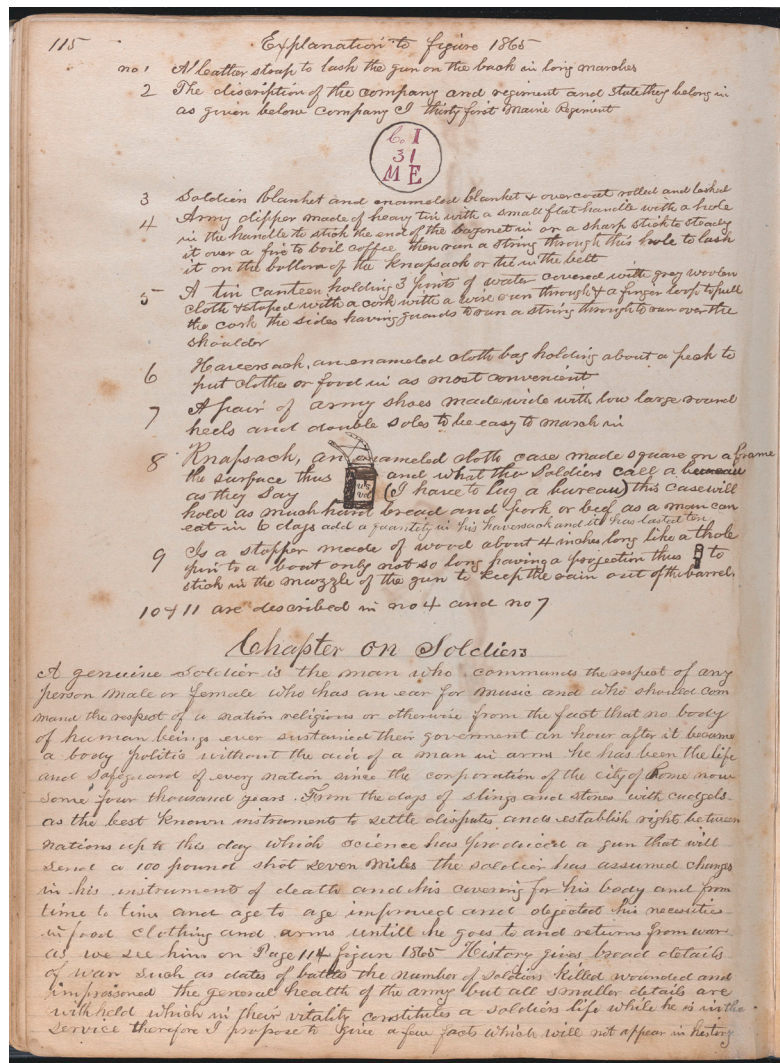 115 Explanation to figure 1865
no 1 A leather strap to lash the gun on the back in long marches
2 The discription of the company and regiment and state they belong in
as given below company I thirty first Maine Regiment
Co I
31
ME
3 Soldiers blanket and enameled blanket & overcoat rolled and lashed
4 Army dipper made of heavy tin with a small flat handle with a hole
in the handle to stick the end of the bayonet in or a sharp stick to steady
it over a fire to boil coffee then run a string through this hole to lash
it on the bottom of the Knapsack or tie in the belt
5 A tin canteen holding 3 pints of water covered with grey woolen
cloth & stoped with a cork with a wire run through & a finger loop to pull
the cork the sides having guards to run a string through to run over the
shoulder
6 Haversack, an enameled cloth bag holding about a peck to
put clothes or food in as most convenient
7 A pair of army shoes made wide with low large round
heels and double soles to be easy to march in
8 Knapsack, an enameled cloth case made square on a frame
the surface thus and what the Soldiers call a bureau
as they Say (I have to lug a bureau) this case will
hold as much hard bread and pork or beef as a man can
eat in 6 days add a quantity in his haversack and it has lasted ten
9 Is a stopper made of wood about 4 inches long like a thole
pin to a boat only not so long having a projection thus to
stick in the muzzle of the gun to keep the rain out of the barrel.
10 & 11 are described in no 4 and no 7
Chapter on Soldiers
A genuine Soldier is the man who commands the respect of any
person male or female who has an ear for music and who should com
mand the respect of a nation religious or otherwise from the fact that no body
of human beings ever sustained their goverment an hour after it became
a body politic without the aid of a man in arms he has been the life
and Safeguard of every nation since the corporation of the city of Rome now
some four thousand years. From the days of slings and stones with cudgels
as the best known instruments to settle disputes and establish right between
nations up to this day which science has produced a gun that will
send a 100 pound shot seven miles the soldier has assumed changes
in his instruments of death and his covering for his body and from
time to time and age to age improved and dejected his necessities
in food clothing and arms untill he goes to and returns from war
as we see him on Page 114 figure 1865 History gives broad details
of war such as dates of battles the number of soldiers killed wounded and
imprisoned the general health of the army but all smaller details are
with held which in their vitality constitutes a soldiers life while he is in the
service therefore I propose to give a few facts which will not appear in history